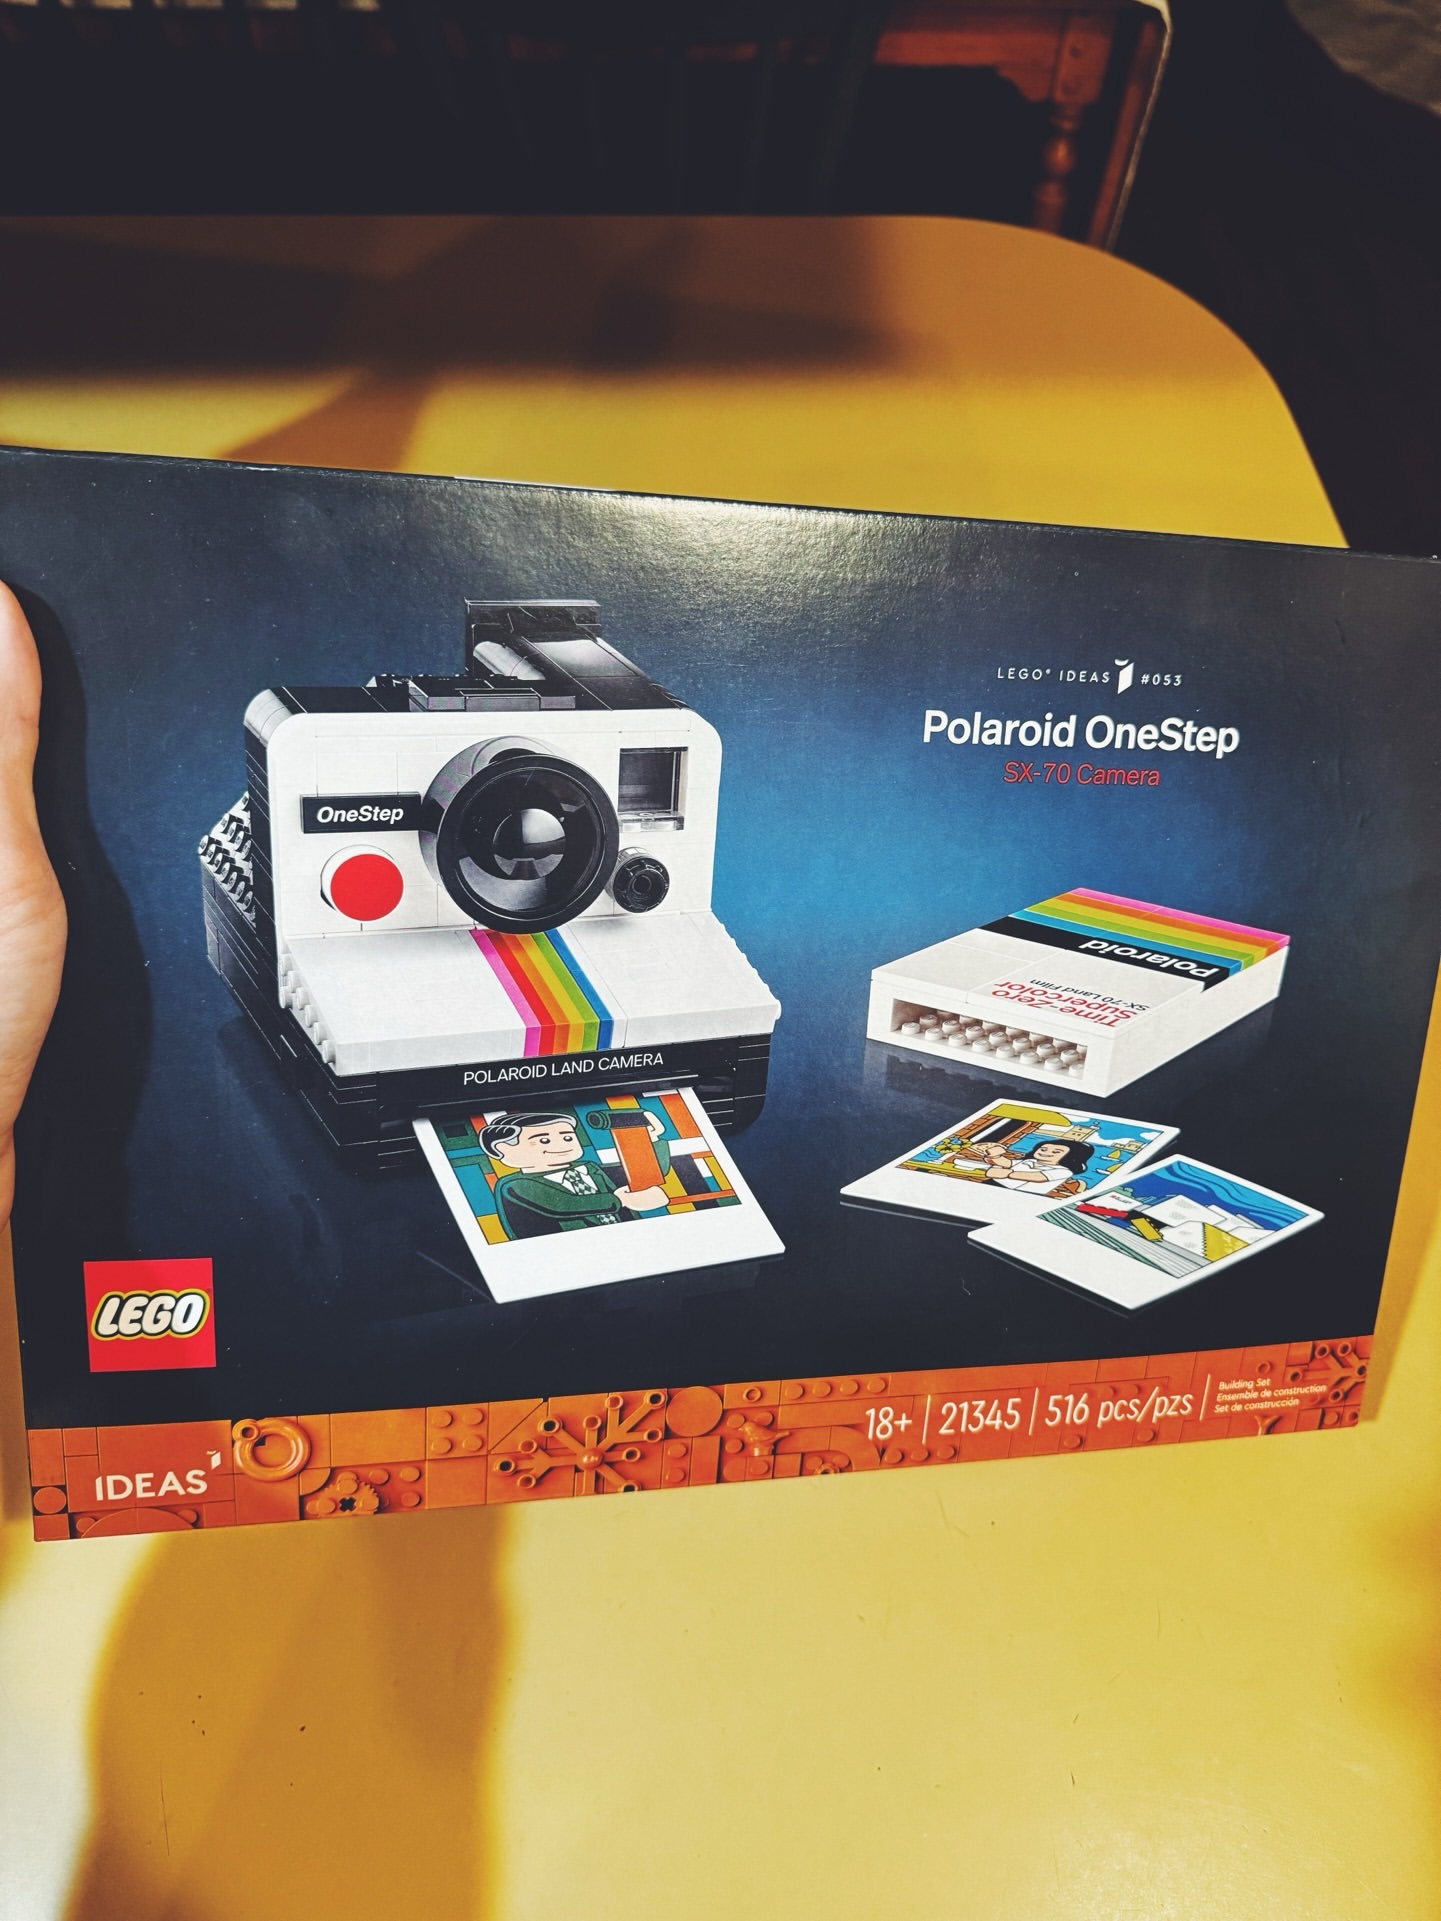 LEGO® IDEAS #053
Polaroid OneStep
SX-70 Camera
OneStep
POLAROID LAND CAMERA
Polaroid
Time-Zero
Supercolor
SX-70 Land Film
LEGO
IDEAS
18+ | 21345 | 516 pcs/pzs
Building Set
Ensemble de construction
Set de construcción